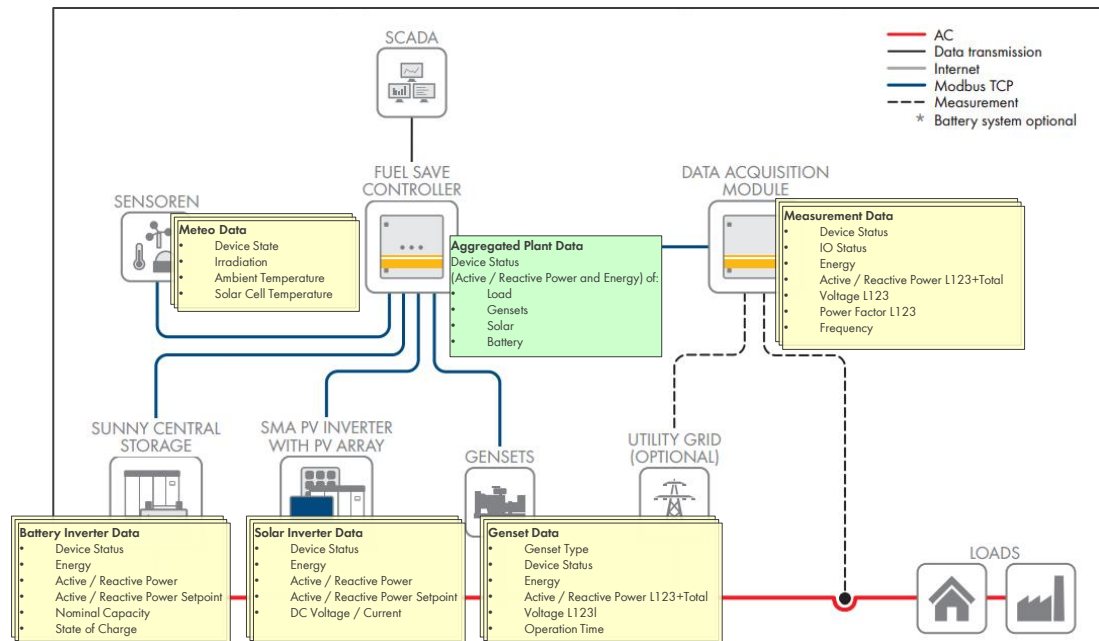 SCADA
AC
Data transmission
Internet
Modbus TCP
Measurement
* Battery system optional
FUEL SAVE
CONTROLLER
DATA ACQUISITION
MODULE
SENSOREN
Meteo Data
• Device State
• Irradiation
• Ambient Temperature
• Solar Cell Temperature
Aggregated Plant Data
Device Status
(Active / Reactive Power and Energy) of:
• Load
• Gensets
• Solar
• Battery
Measurement Data
• Device Status
• IO Status
• Energy
• Active / Reactive Power L123+Total
• Voltage L123
• Power Factor L123
• Frequency
SUNNY CENTRAL
STORAGE
SMA PV INVERTER
WITH PV ARRAY
GENSETS
UTILITY GRID
(OPTIONAL)
Battery Inverter Data
• Device Status
• Energy
• Active / Reactive Power
• Active / Reactive Power Setpoint
• Nominal Capacity
• State of Charge
Solar Inverter Data
• Device Status
• Energy
• Active / Reactive Power
• Active / Reactive Power Setpoint
• DC Voltage / Current
Genset Data
• Genset Type
• Device Status
• Energy
• Active / Reactive Power L123+Total
• Voltage L123l
• Operation Time
LOADS